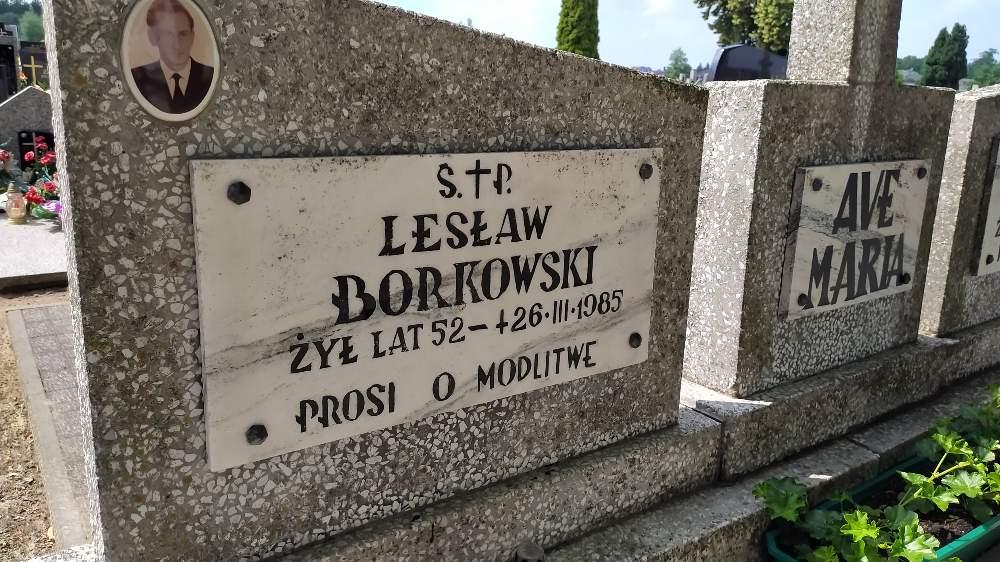 Ś.†P.
LESŁAW
BORKOWSKI
ŻYŁ LAT 52 – †26·III·1985
PROSI O MODLITWE
AVE
MARIA